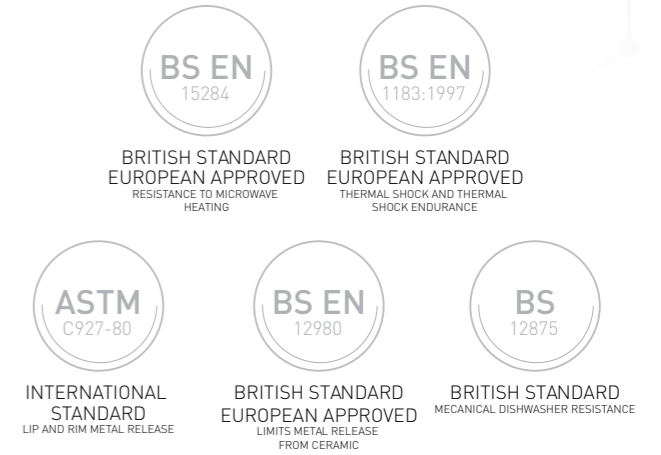 BS EN
15284
BRITISH STANDARD
EUROPEAN APPROVED
RESISTANCE TO MICROWAVE
HEATING
BS EN
1183:1997
BRITISH STANDARD
EUROPEAN APPROVED
THERMAL SHOCK AND THERMAL
SHOCK ENDURANCE
ASTM
C927-80
INTERNATIONAL
STANDARD
LIP AND RIM METAL RELEASE
BS EN
12980
BRITISH STANDARD
EUROPEAN APPROVED
LIMITS METAL RELEASE
FROM CERAMIC
BS
12875
BRITISH STANDARD
MECANICAL DISHWASHER RESISTANCE